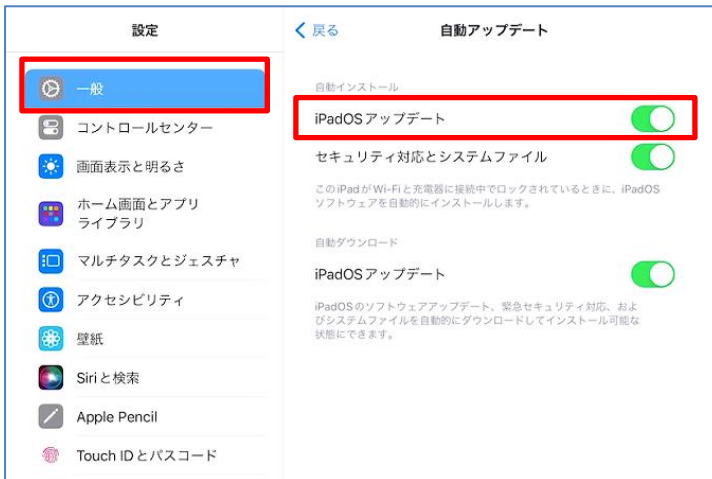 設定
一般
コントロールセンター
画面表示と明るさ
ホーム画面とアプリ
ライブラリ
マルチタスクとジェスチャ
アクセシビリティ
壁紙
Siriと検索
Apple Pencil
Touch IDとパスコード
戻る
自動アップデート
自動インストール
iPadOSアップデート
セキュリティ対応とシステムファイル
このiPadがWi-Fiと充電器に接続中でロックされているときに、iPadOS
ソフトウェアを自動的にインストールします。
自動ダウンロード
iPadOSアップデート
iPadOSのソフトウェアアップデート、緊急セキュリティ対応、およ
びシステムファイルを自動的にダウンロードしてインストール可能な
状態にできます。